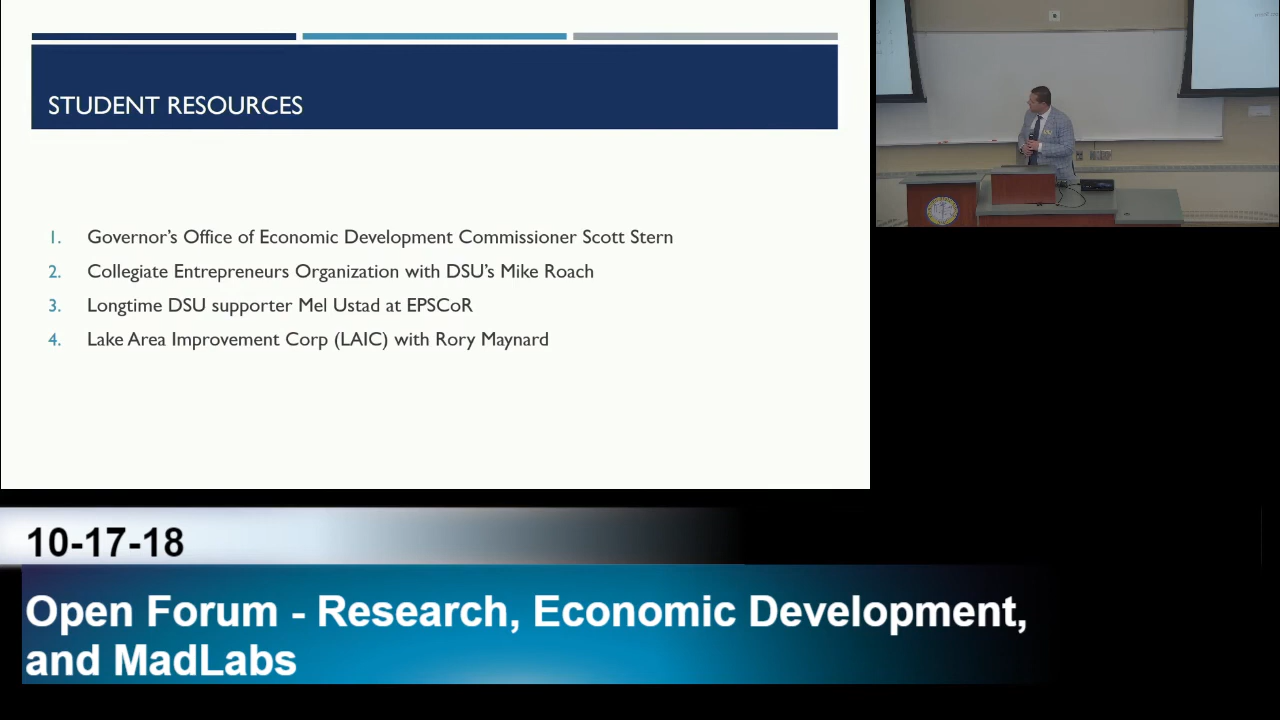 STUDENT RESOURCES
1. Governor's Office of Economic Development Commissioner Scott Stern
2. Collegiate Entrepreneurs Organization with DSU's Mike Roach
3. Longtime DSU supporter Mel Ustad at EPSCoR
4. Lake Area Improvement Corp (LAIC) with Rory Maynard
10-17-18
Open Forum - Research, Economic Development,
and MadLabs